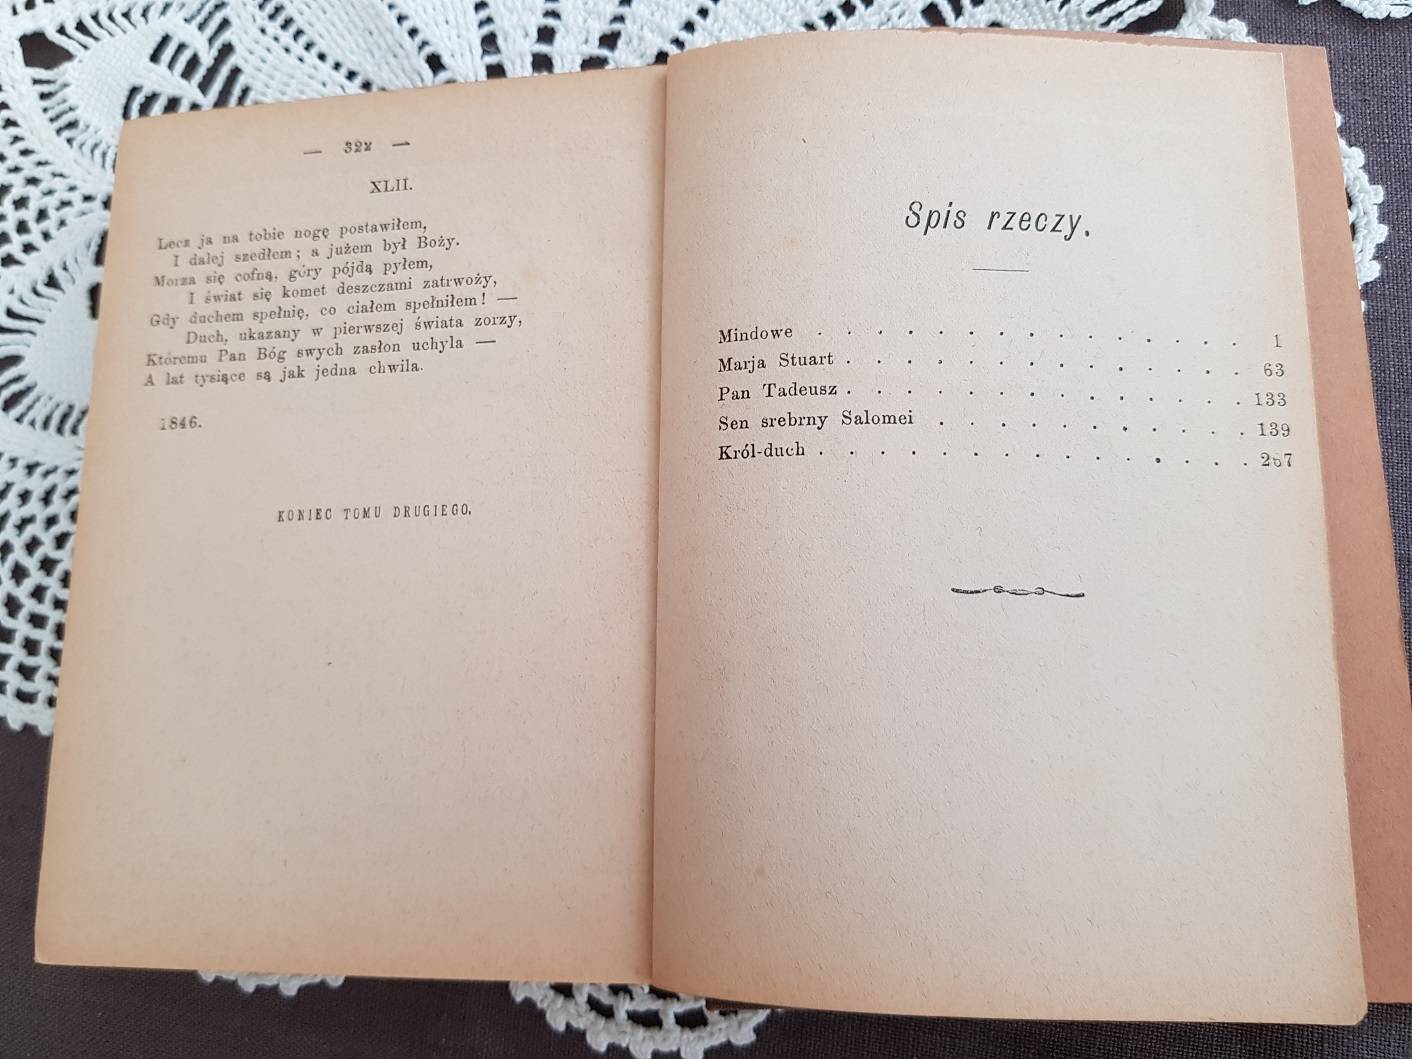 — 322 —
XLII.
Lecz ja na tobie nogę postawiłem,
I dalej szedłem; a jużem był Boży.
Morza się cofną, góry pójdą pyłem,
I świat się komet deszczami zatrwoży,
Gdy duchem spełnię, co ciałem spełniłem! —
Duch, ukazany w pierwszej świata zorzy,
Któremu Pan Bóg swych zasłon uchyla —
A lat tysiące są jak jedna chwila.
1846.
KONIEC TOMU DRUGIEGO.
Spis rzeczy.
Mindowe . . . . . . . . . . . . . . . 1
Marja Stuart . . . . . . . . . . . . . . 63
Pan Tadeusz . . . . . . . . . . . . . . 133
Sen srebrny Salomei . . . . . . . . . . . 139
Król-duch . . . . . . . . . . . . . . .